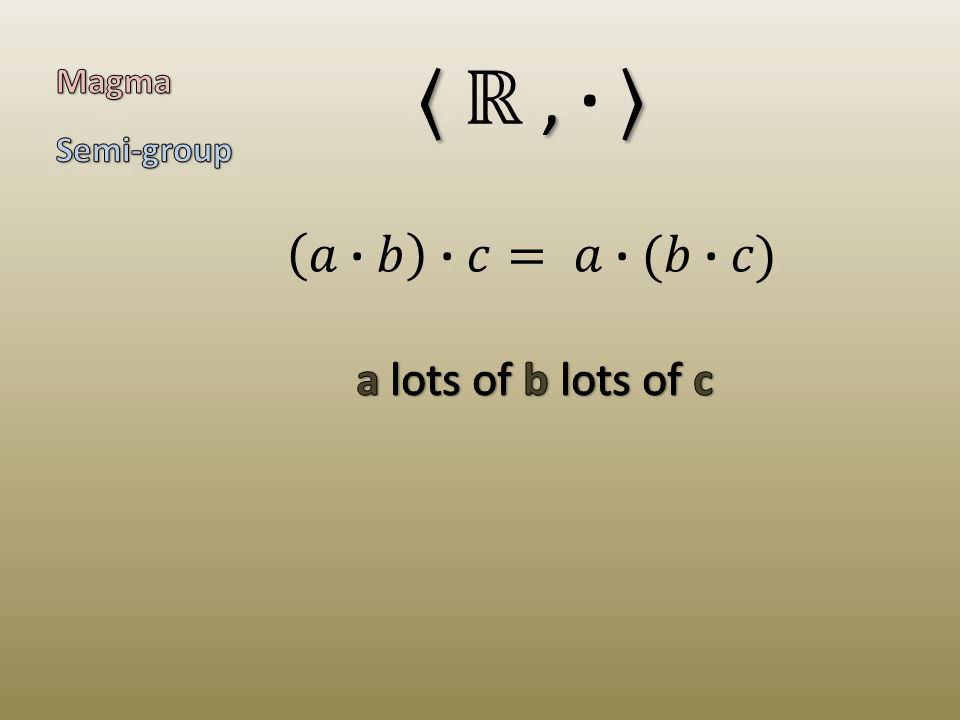 Magma
⟨ ℝ , · ⟩
Semi-group
(a · b) · c = a · (b · c)
a lots of b lots of c